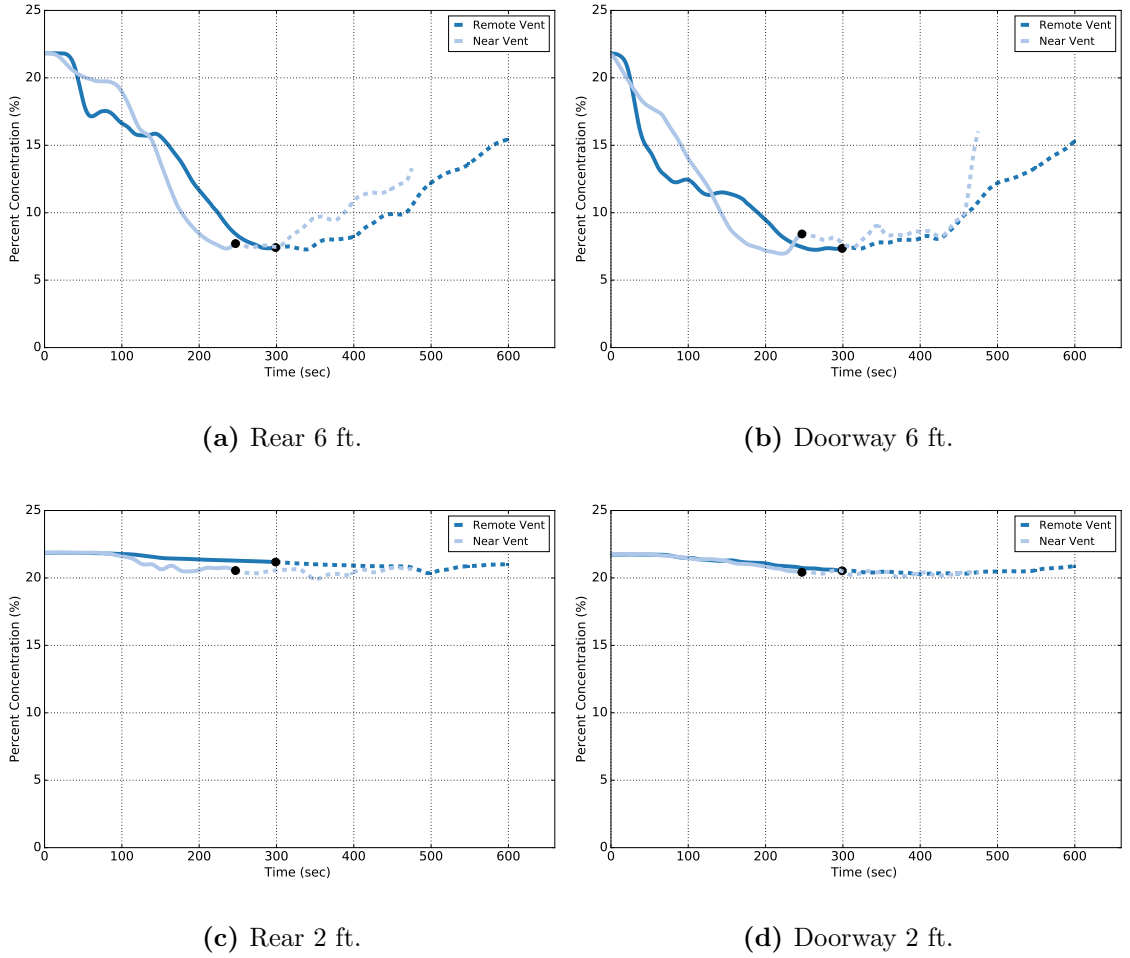 25
20
15
10
5
0
Percent Concentration (%)
0 100 200 300 400 500 600
Time (sec)
Remote Vent
Near Vent
(a) Rear 6 ft.
25
20
15
10
5
0
Percent Concentration (%)
0 100 200 300 400 500 600
Time (sec)
Remote Vent
Near Vent
(b) Doorway 6 ft.
25
20
15
10
5
0
Percent Concentration (%)
0 100 200 300 400 500 600
Time (sec)
Remote Vent
Near Vent
(c) Rear 2 ft.
25
20
15
10
5
0
Percent Concentration (%)
0 100 200 300 400 500 600
Time (sec)
Remote Vent
Near Vent
(d) Doorway 2 ft.